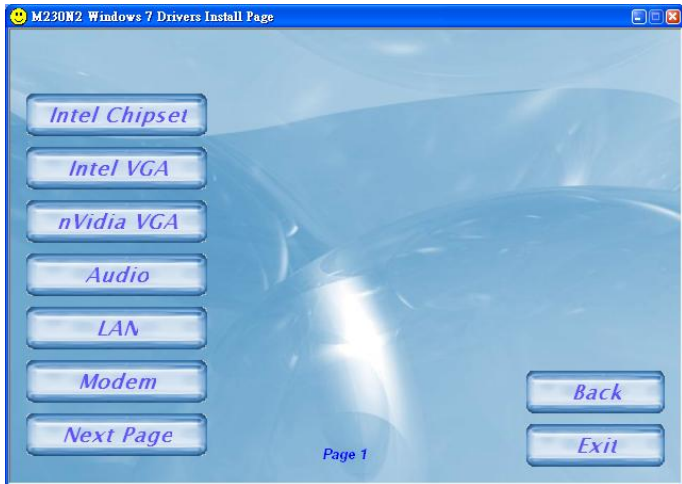 M230N2 Windows 7 Drivers Install Page
Intel Chipset
Intel VGA
nVidia VGA
Audio
LAN
Modem
Next Page
Page 1
Back
Exit